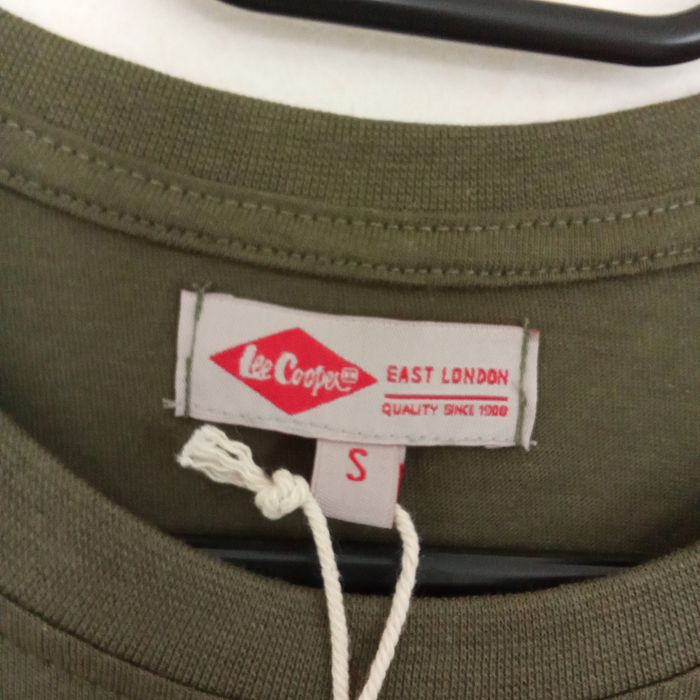 Lee Cooper
EAST LONDON
QUALITY SINCE 1908
S